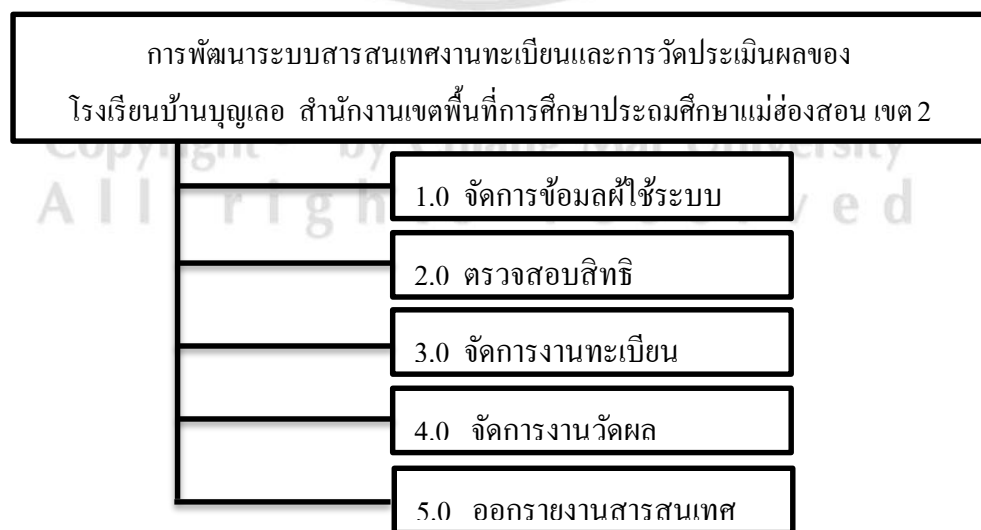 การพัฒนาระบบสารสนเทศงานทะเบียนและการวัดประเมินผลของ
โรงเรียนบ้านบุญเลอ สำนักงานเขตพื้นที่การศึกษาประถมศึกษาแม่ฮ่องสอน เขต 2
Copyright by Chiang Mai University
All rights reserved
1.0 จัดการข้อมูลผู้ใช้ระบบ
2.0 ตรวจสอบสิทธิ
3.0 จัดการงานทะเบียน
4.0 จัดการงานวัดผล
5.0 ออกรายงานสารสนเทศ